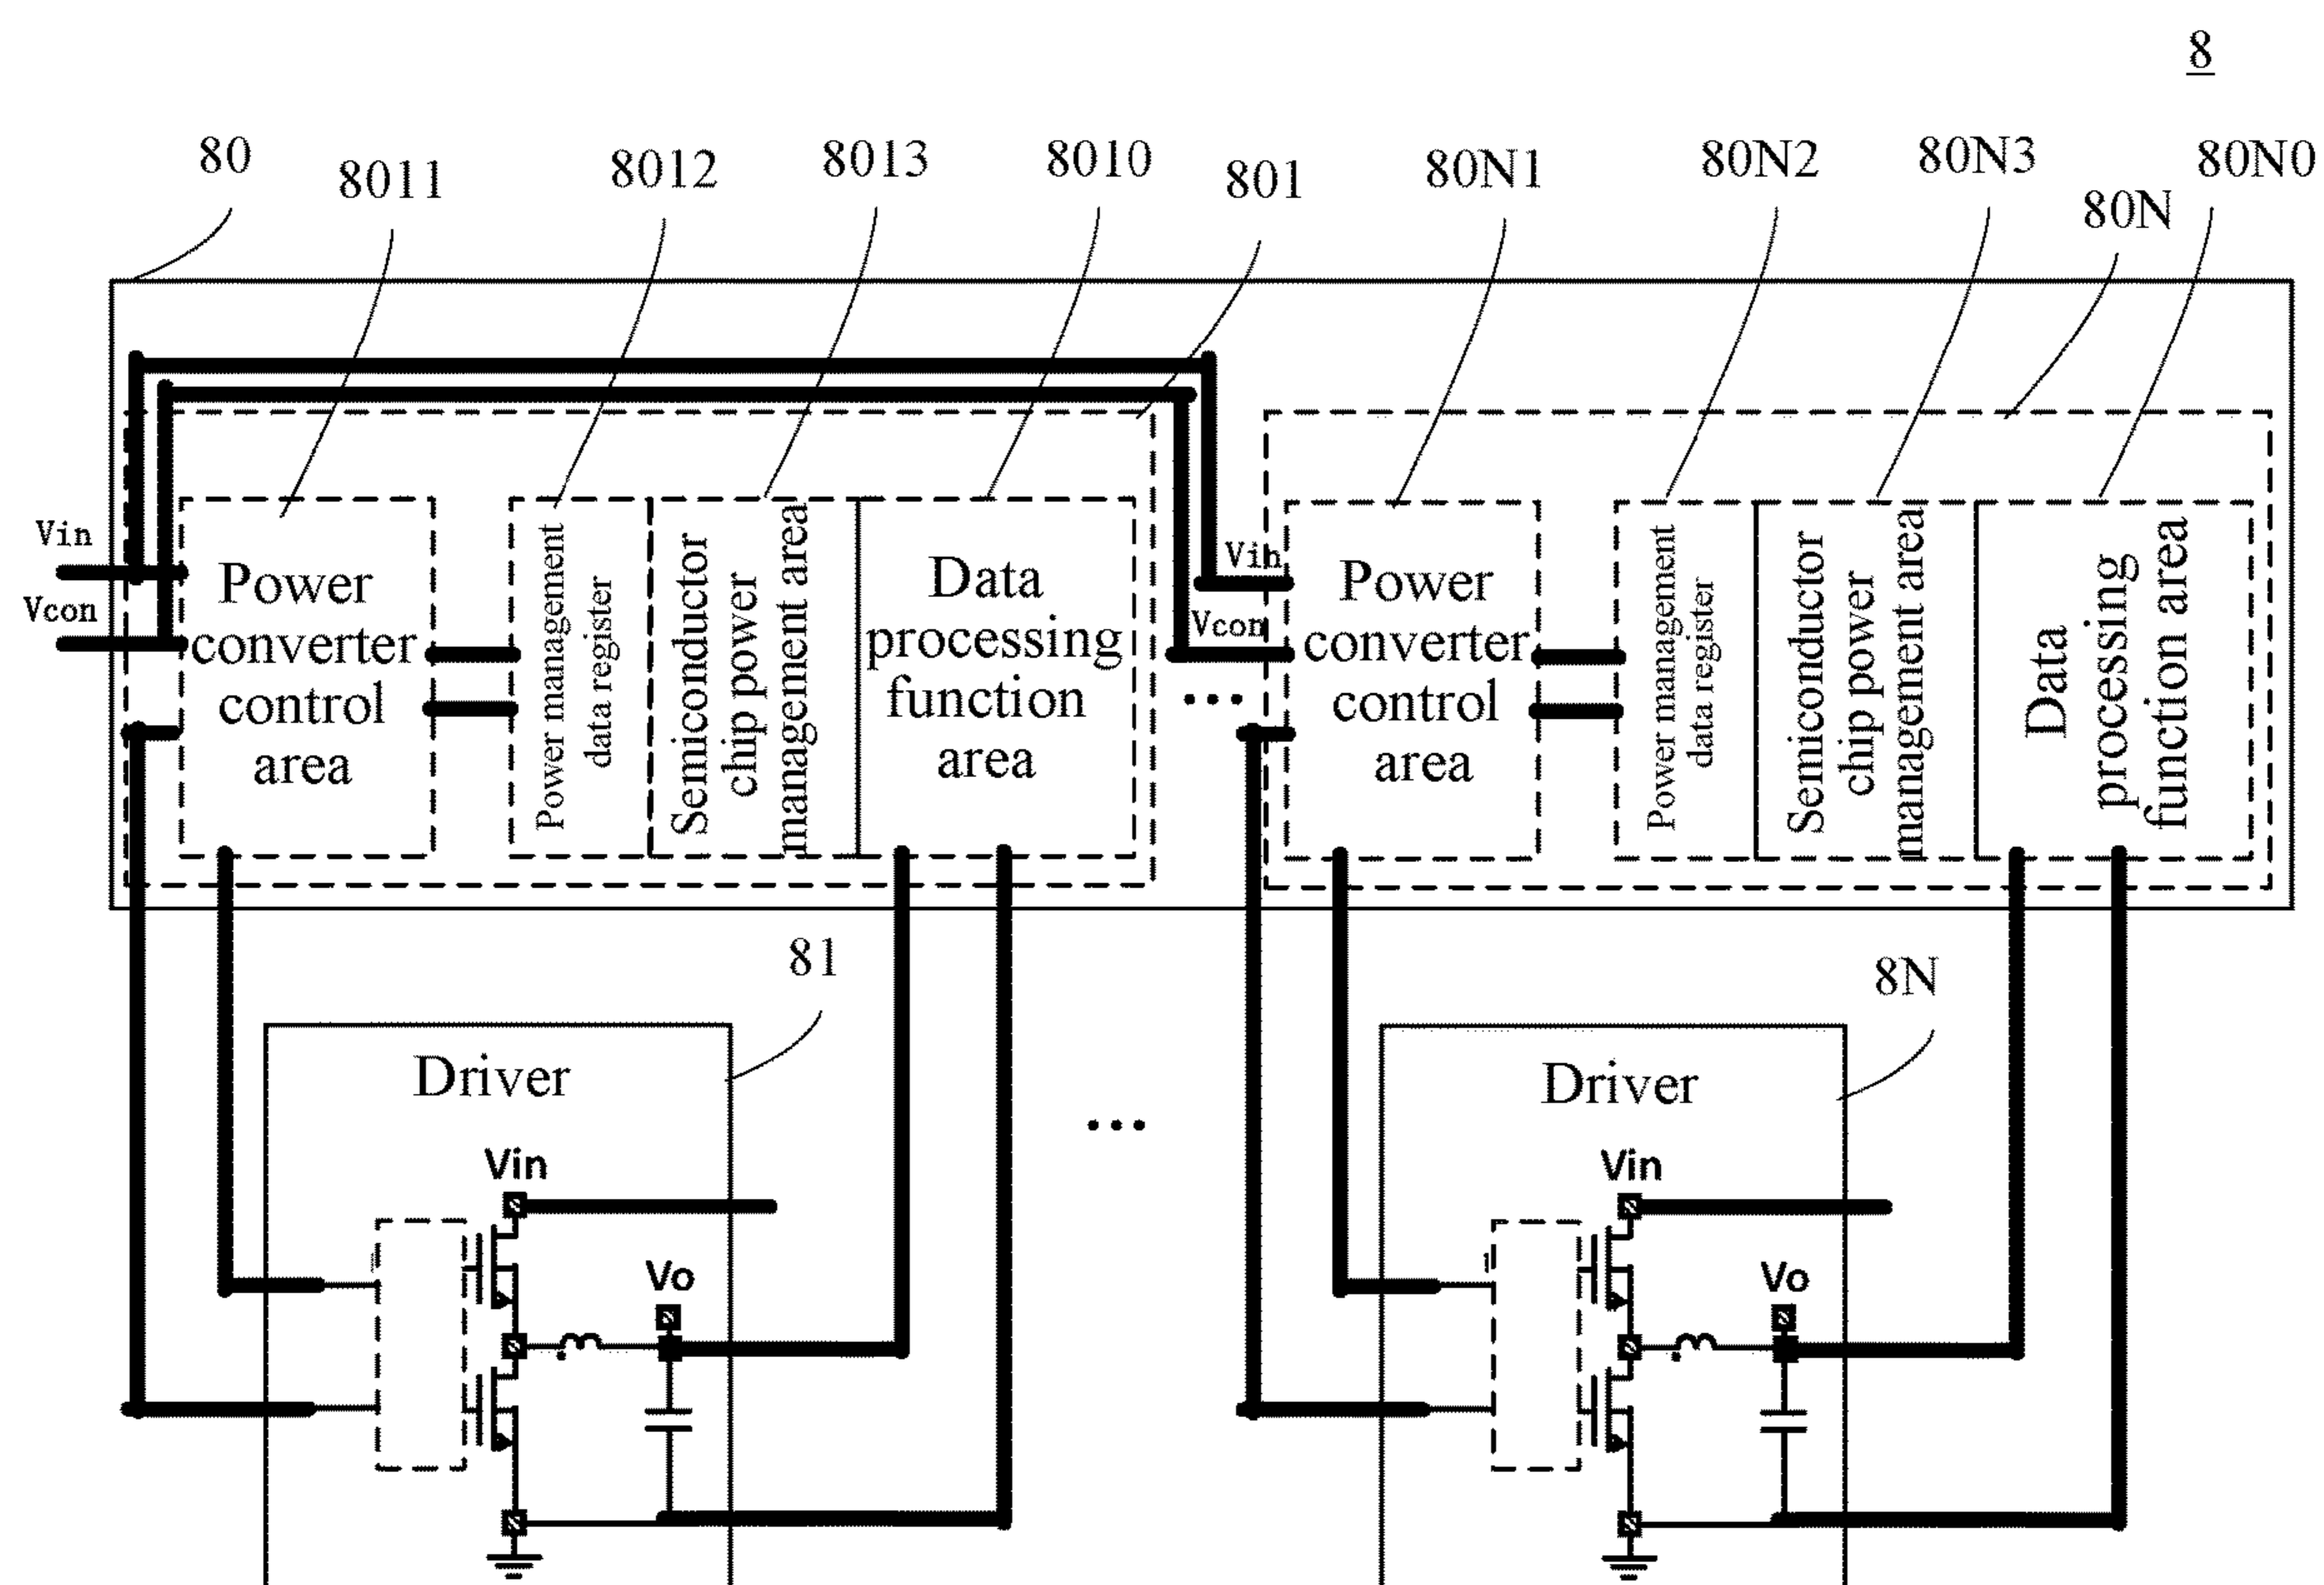 8
80
8011
8012
8013
8010
801
80N1
80N2
80N3
80N
80N0
Vin
Vcon
Power
converter
control
area
Power management
data register
Semiconductor
chip power
management area
Data
processing
function
area
...
Vin
Vcon
Power
converter
control
area
Power management
data register
Semiconductor
chip power
management area
Data
processing
function area
81
Driver
Vin
Vo
...
8N
Driver
Vin
Vo